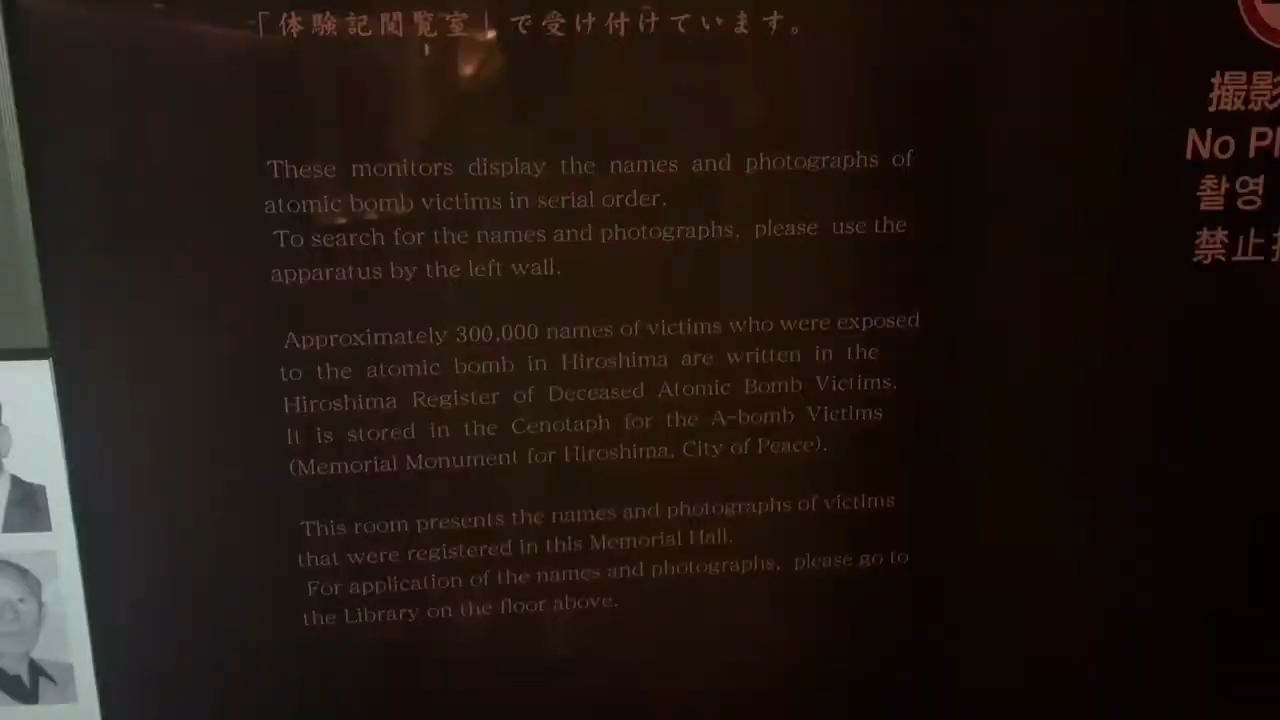 「体験記閲覧室」で受け付けています。
These monitors display the names and photographs of
atomic bomb victims in serial order.
To search for the names and photographs, please use the
apparatus by the left wall.
Approximately 300,000 names of victims who were exposed
to the atomic bomb in Hiroshima are written in the
Hiroshima Register of Deceased Atomic Bomb Victims.
It is stored in the Cenotaph for the A-bomb Victims
(Memorial Monument for Hiroshima, City of Peace).
This room presents the names and photographs of victims
that were registered in this Memorial Hall.
For application of the names and photographs, please go to
the Library on the floor above.
撮影
No
촬영
禁止